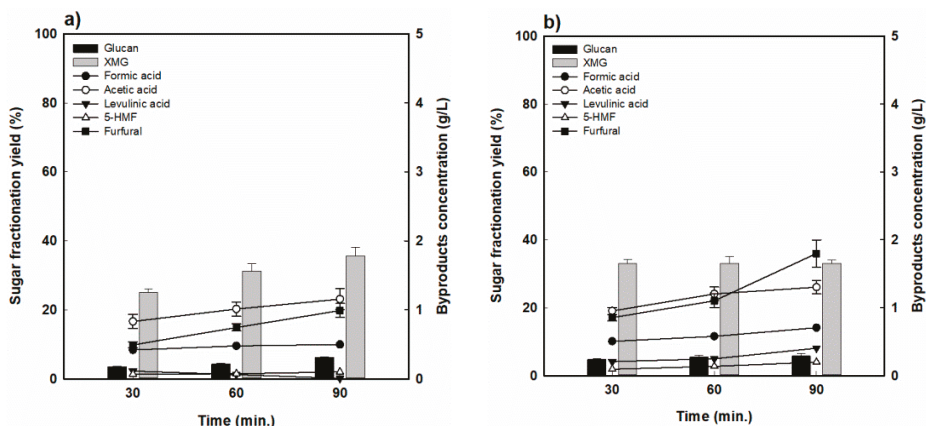 a)
Glucan
XMG
Formic acid
Acetic acid
Levulinic acid
5-HMF
Furfural
100
80
60
40
20
0
Sugar fractionation yield (%)
5
4
3
2
1
0
Byproducts concentration (g/L)
30 60 90
Time (min.)
b)
Glucan
XMG
Formic acid
Acetic acid
Levulinic acid
5-HMF
Furfural
100
80
60
40
20
0
Sugar fractionation yield (%)
5
4
3
2
1
0
Byproducts concentration (g/L)
30 60 90
Time (min.)